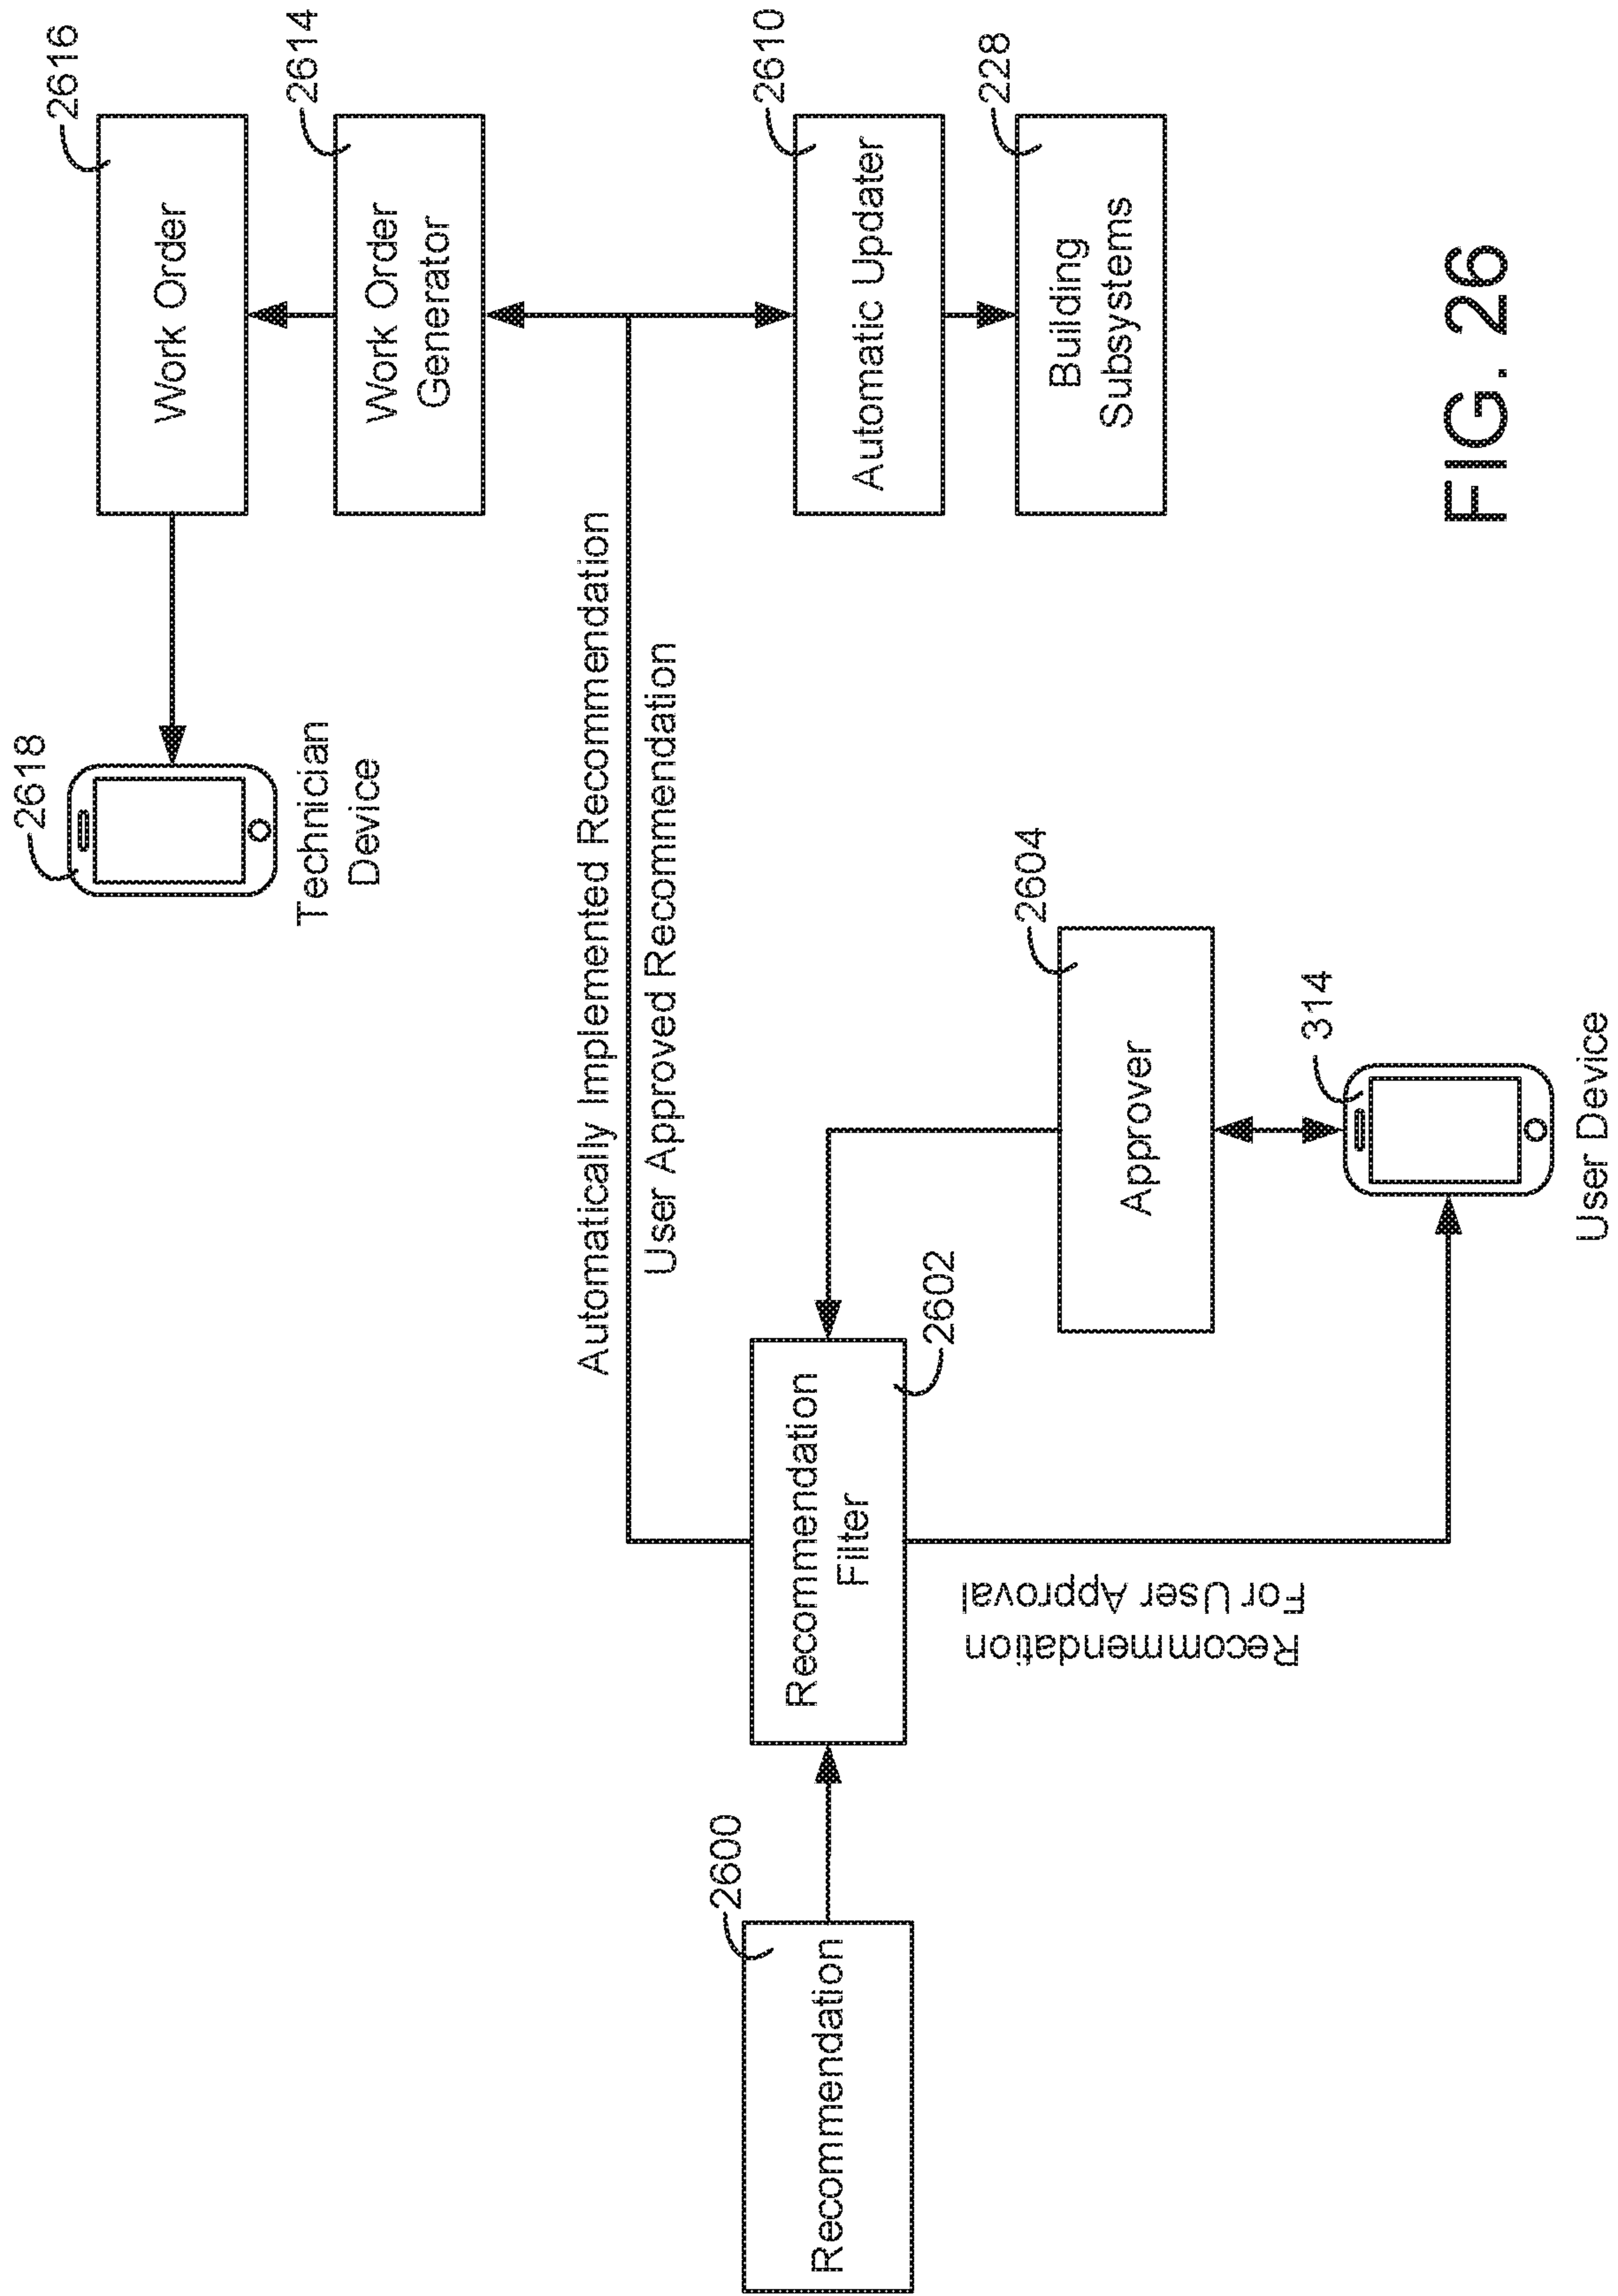 2618
Technician
Device
2616
Work Order
2614
Work Order
Generator
Automatically Implemented Recommendation
User Approved Recommendation
2600
Recommendation
Recommendation
Filter
2602
Recommendation
For User Approval
2604
Approver
314
User Device
2610
Automatic Updater
228
Building
Subsystems
FIG. 26